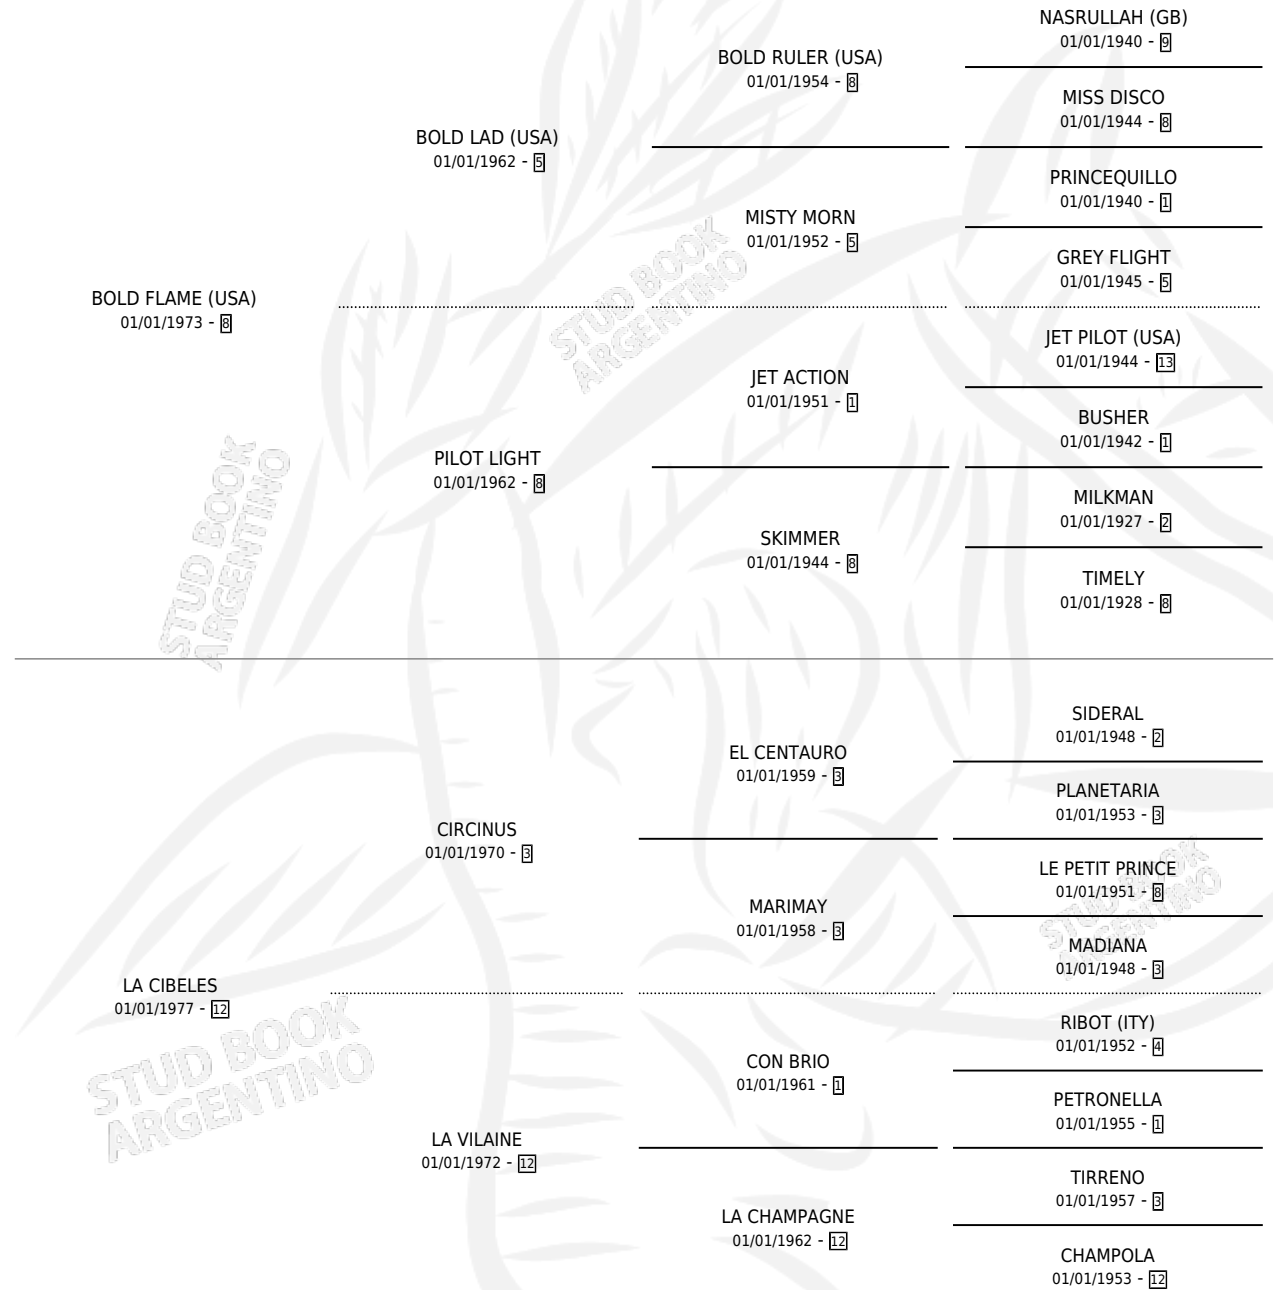 NASRULLAH (GB)
01/01/1940 - 9
BOLD RULER (USA)
01/01/1954 - 8
MISS DISCO
01/01/1944 - 8
BOLD LAD (USA)
01/01/1962 - 5
PRINCEQUILLO
01/01/1940 - 1
MISTY MORN
01/01/1952 - 5
GREY FLIGHT
01/01/1945 - 5
BOLD FLAME (USA)
01/01/1973 - 8
JET PILOT (USA)
01/01/1944 - 13
JET ACTION
01/01/1951 - 1
BUSHER
01/01/1942 - 1
PILOT LIGHT
01/01/1962 - 8
MILKMAN
01/01/1927 - 2
SKIMMER
01/01/1944 - 8
TIMELY
01/01/1928 - 8
SIDERAL
01/01/1948 - 2
EL CENTAURO
01/01/1959 - 3
PLANETARIA
01/01/1953 - 3
CIRCINUS
01/01/1970 - 3
LE PETIT PRINCE
01/01/1951 - 8
MARIMAY
01/01/1958 - 3
MADIANA
01/01/1948 - 3
LA CIBELES
01/01/1977 - 12
RIBOT (ITY)
01/01/1952 - 4
CON BRIO
01/01/1961 - 1
PETRONELLA
01/01/1955 - 1
LA VILAINE
01/01/1972 - 12
TIRRENO
01/01/1957 - 3
LA CHAMPAGNE
01/01/1962 - 12
CHAMPOLA
01/01/1953 - 12
STUD BOOK
ARGENTINO
STUD BOOK
ARGENTINO
STUD BOOK
ARGENTINO
STUD BOOK
ARGENTINO